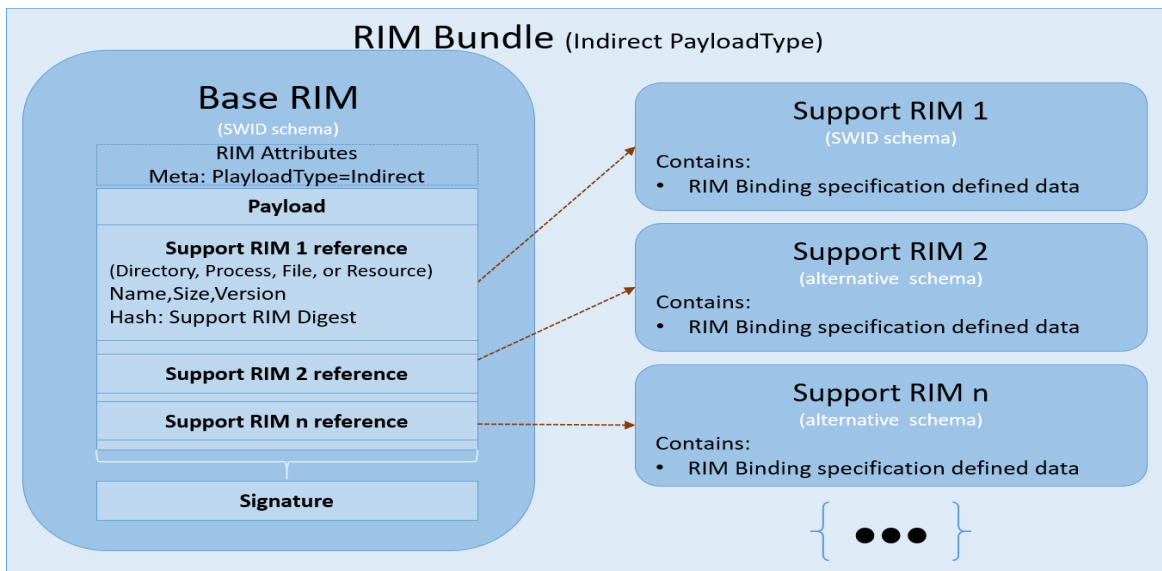 RIM Bundle (Indirect PayloadType)
Base RIM
(SWID schema)
RIM Attributes
Meta: PlayloadType=Indirect
Payload
Support RIM 1 reference
(Directory, Process, File, or Resource)
Name,Size,Version
Hash: Support RIM Digest
Support RIM 2 reference
Support RIM n reference
Signature
Support RIM 1
(SWID schema)
Contains:
• RIM Binding specification defined data
Support RIM 2
(alternative schema)
Contains:
• RIM Binding specification defined data
Support RIM n
(alternative schema)
Contains:
• RIM Binding specification defined data
{ ●●● }